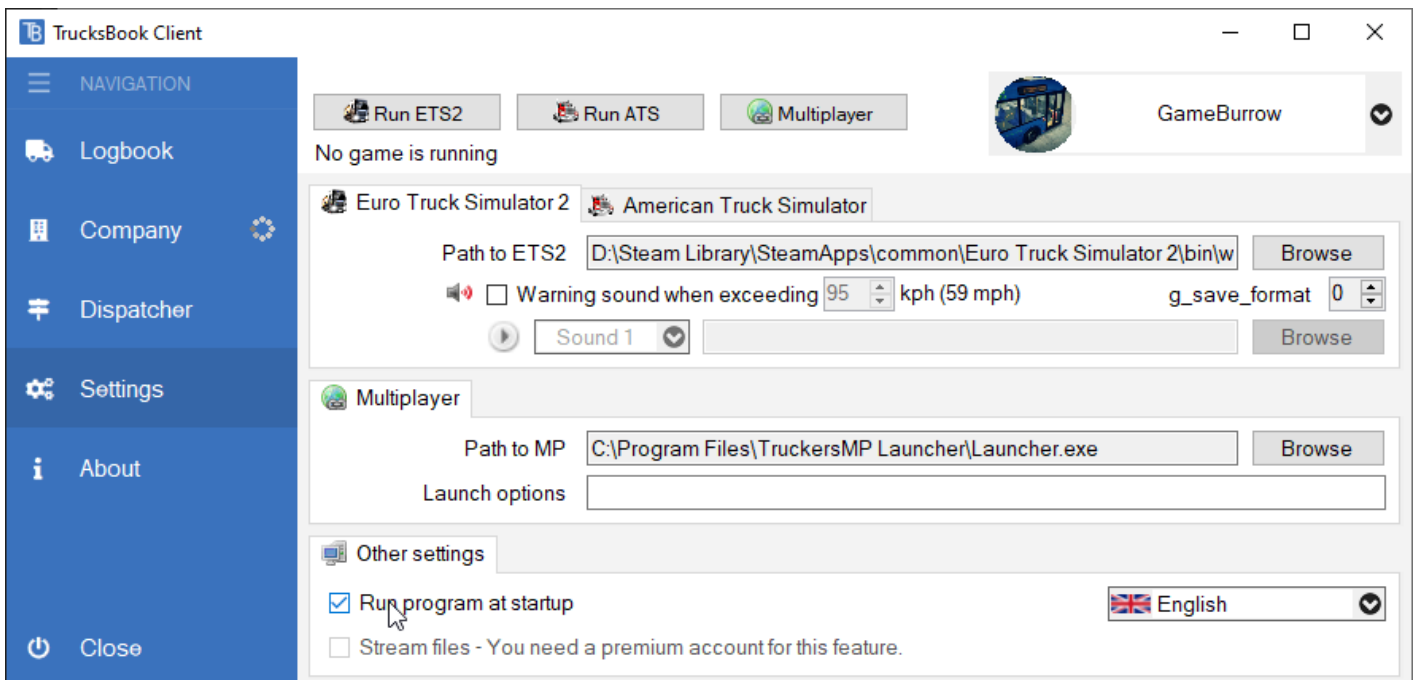 TB TrucksBook Client
NAVIGATION
Logbook
Company
Dispatcher
Settings
About
Close
Run ETS2
Run ATS
Multiplayer
GameBurrow
No game is running
Euro Truck Simulator 2
American Truck Simulator
Path to ETS2 D:\Steam Library\SteamApps\common\Euro Truck Simulator 2\bin\w Browse
Warning sound when exceeding 95 kph (59 mph) g_save_format 0
Sound 1 Browse
Multiplayer
Path to MP C:\Program Files\TruckersMP Launcher\Launcher.exe Browse
Launch options
Other settings
Run program at startup English
Stream files - You need a premium account for this feature.